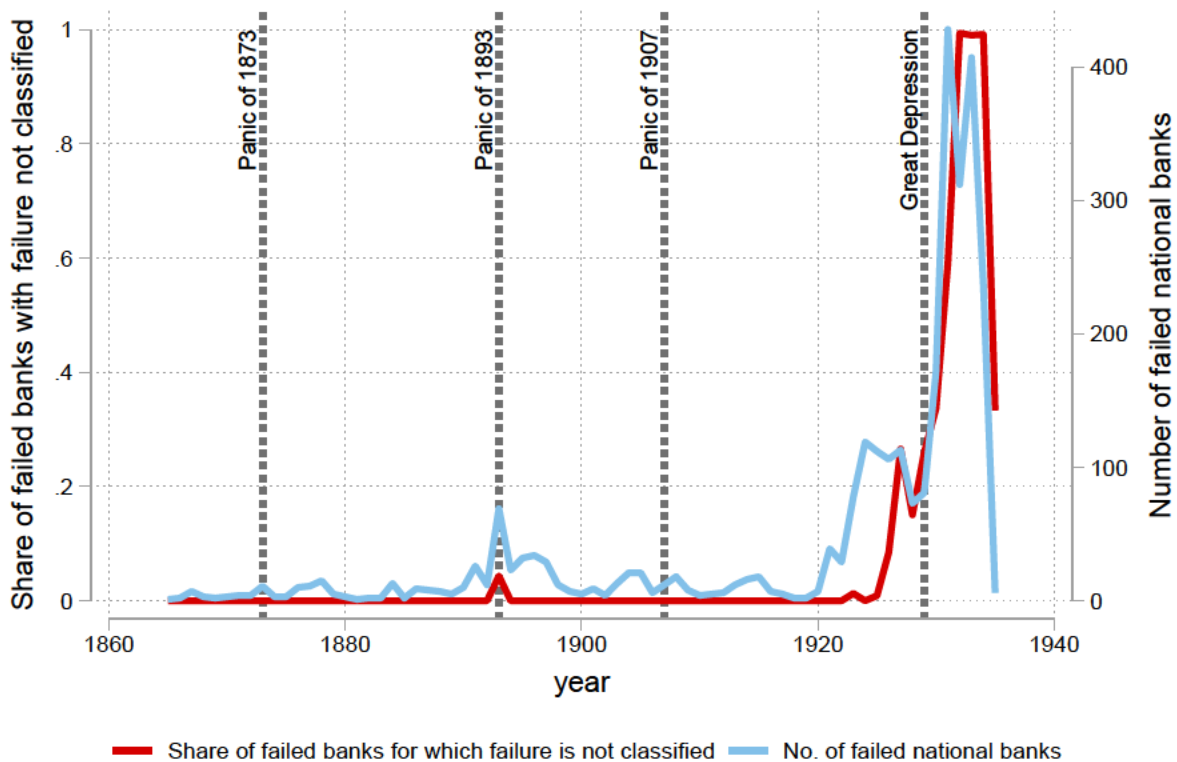 Share of failed banks with failure not classified
1
.8
.6
.4
.2
0
Panic of 1873
Panic of 1893
Panic of 1907
Great Depression
400
300
200
100
0
Number of failed national banks
1860
1880
1900
1920
1940
year
Share of failed banks for which failure is not classified
No. of failed national banks